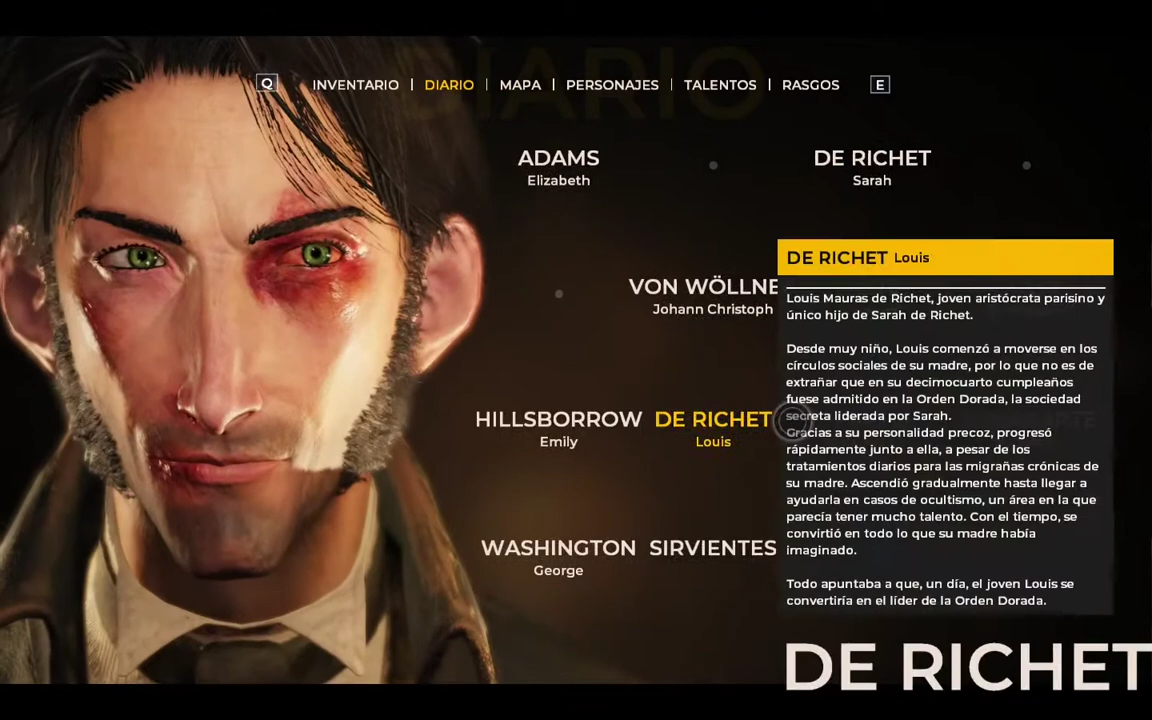 DIARIO
Q INVENTARIO | DIARIO | MAPA | PERSONAJES | TALENTOS | RASGOS E
ADAMS
Elizabeth
DE RICHET
Sarah
VON WÖLLNE
Johann Christoph
HILLSBORROW
Emily
DE RICHET
Louis
WASHINGTON
George
SIRVIENTES
DE RICHET Louis
Louis Mauras de Richet, joven aristócrata parisino y
único hijo de Sarah de Richet.
Desde muy niño, Louis comenzó a moverse en los
círculos sociales de su madre, por lo que no es de
extrañar que en su decimocuarto cumpleaños
fuese admitido en la Orden Dorada, la sociedad
secreta liderada por Sarah.
Gracias a su personalidad precoz, progresó
rápidamente junto a ella, a pesar de los
tratamientos diarios para las migrañas crónicas de
su madre. Ascendió gradualmente hasta llegar a
ayudarla en casos de ocultismo, un área en la que
parecía tener mucho talento. Con el tiempo, se
convirtió en todo lo que su madre había
imaginado.
Todo apuntaba a que, un día, el joven Louis se
convertiría en el líder de la Orden Dorada.
DE RICHET